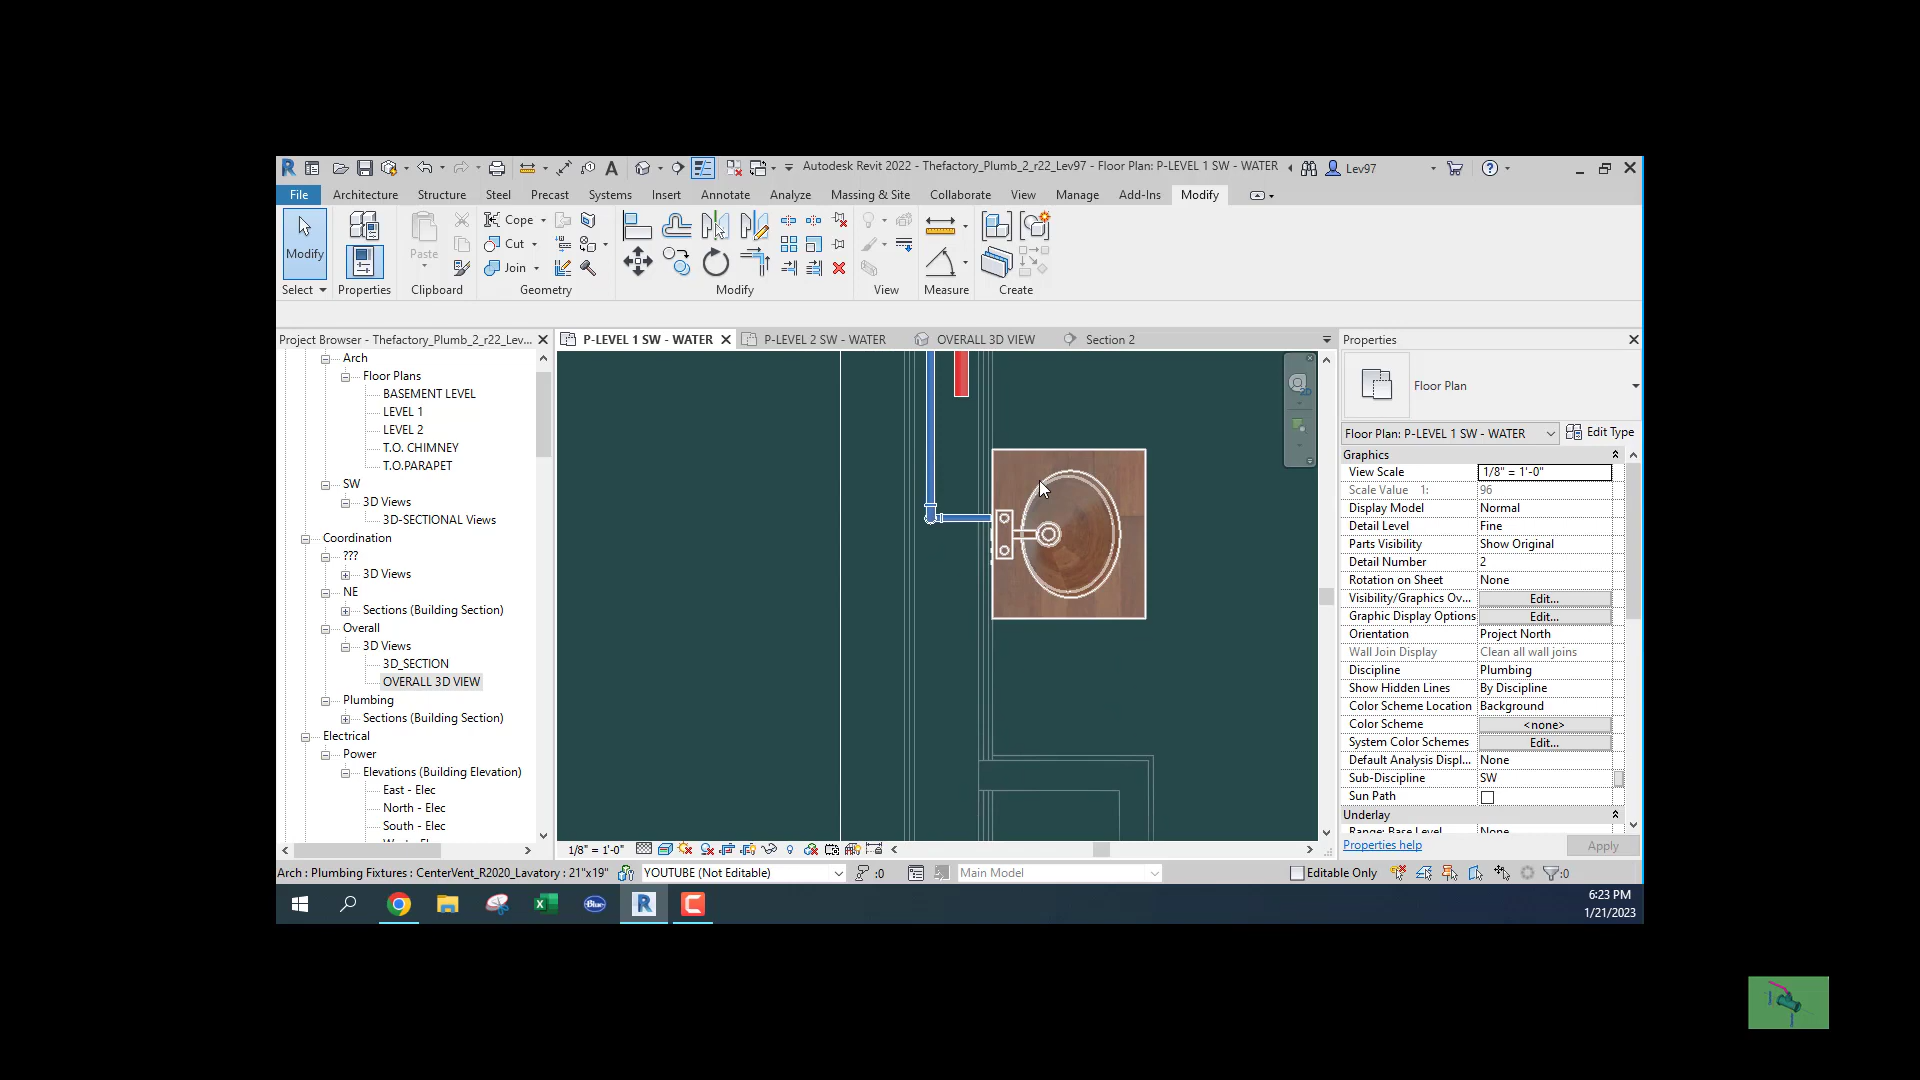 Autodesk Revit 2022 - Thefactory_Plumb_2_r22_Lev97 - Floor Plan: P-LEVEL 1 SW - WATER
Lev97
File Architecture Structure Steel Precast Systems Insert Annotate Analyze Massing & Site Collaborate View Manage Add-Ins Modify
Modify
Paste
Cope
Cut
Join
Select Properties Clipboard Geometry Modify View Measure Create
Project Browser - Thefactory_Plumb_2_r22_Lev...
Arch
Floor Plans
BASEMENT LEVEL
LEVEL 1
LEVEL 2
T.O. CHIMNEY
T.O.PARAPET
SW
3D Views
3D-SECTIONAL Views
Coordination
???
3D Views
NE
Sections (Building Section)
Overall
3D Views
3D_SECTION
OVERALL 3D VIEW
Plumbing
Sections (Building Section)
Electrical
Power
Elevations (Building Elevation)
East - Elec
North - Elec
South - Elec
P-LEVEL 1 SW - WATER P-LEVEL 2 SW - WATER OVERALL 3D VIEW Section 2
Properties
Floor Plan
Floor Plan: P-LEVEL 1 SW - WATER Edit Type
Graphics
View Scale 1/8" = 1'-0"
Scale Value 1: 96
Display Model Normal
Detail Level Fine
Parts Visibility Show Original
Detail Number 2
Rotation on Sheet None
Visibility/Graphics Ov... Edit...
Graphic Display Options Edit...
Orientation Project North
Wall Join Display Clean all wall joins
Discipline Plumbing
Show Hidden Lines By Discipline
Color Scheme Location Background
Color Scheme <none>
System Color Schemes Edit...
Default Analysis Displ... None
Sub-Discipline SW
Sun Path
Underlay
Range: Base Level None
Properties help Apply
1/8" = 1'-0"
Arch : Plumbing Fixtures : CenterVent_R2020_Lavatory : 21"x19" YOUTUBE (Not Editable) :0 Main Model Editable Only :0
6:23 PM
1/21/2023